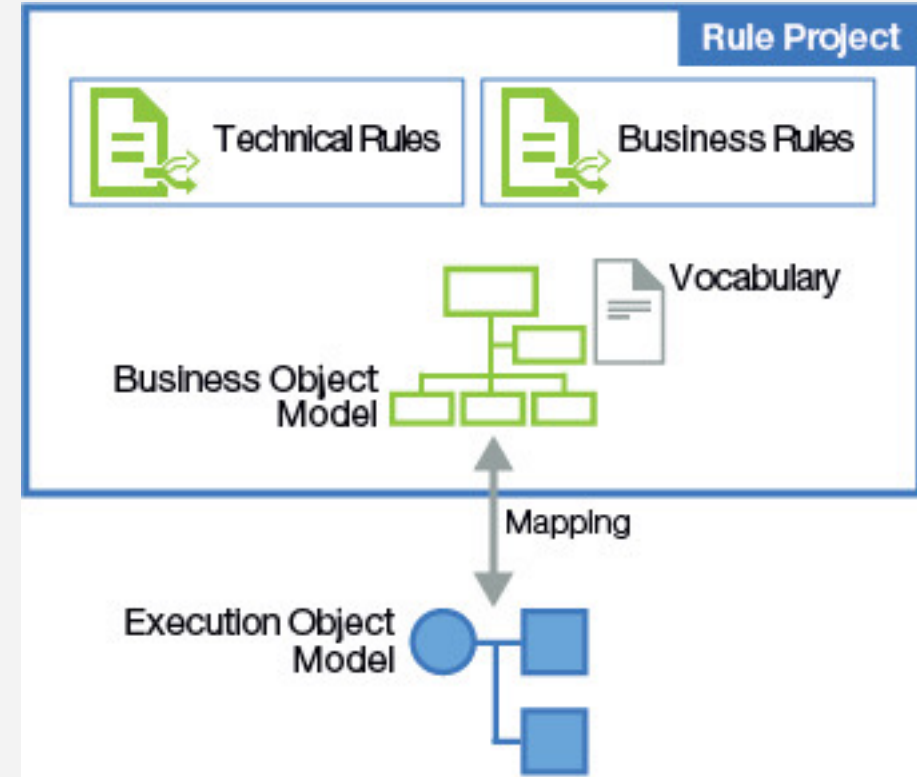 Rule Project
Technical Rules
Business Rules
Vocabulary
Business Object
Model
Mapping
Execution Object
Model